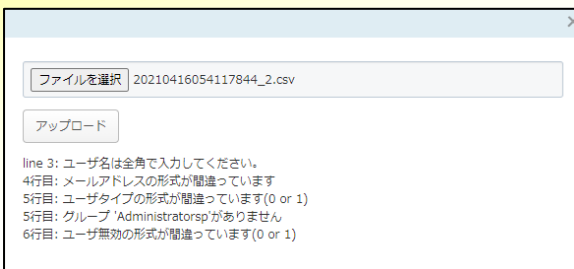 ×
ファイルを選択 20210416054117844_2.csv
アップロード
line 3: ユーザ名は全角で入力してください。
4行目: メールアドレスの形式が間違っています
5行目: ユーザタイプの形式が間違っています(0 or 1)
5行目: グループ 'Administratorsp'がありません
6行目: ユーザ無効の形式が間違っています(0 or 1)